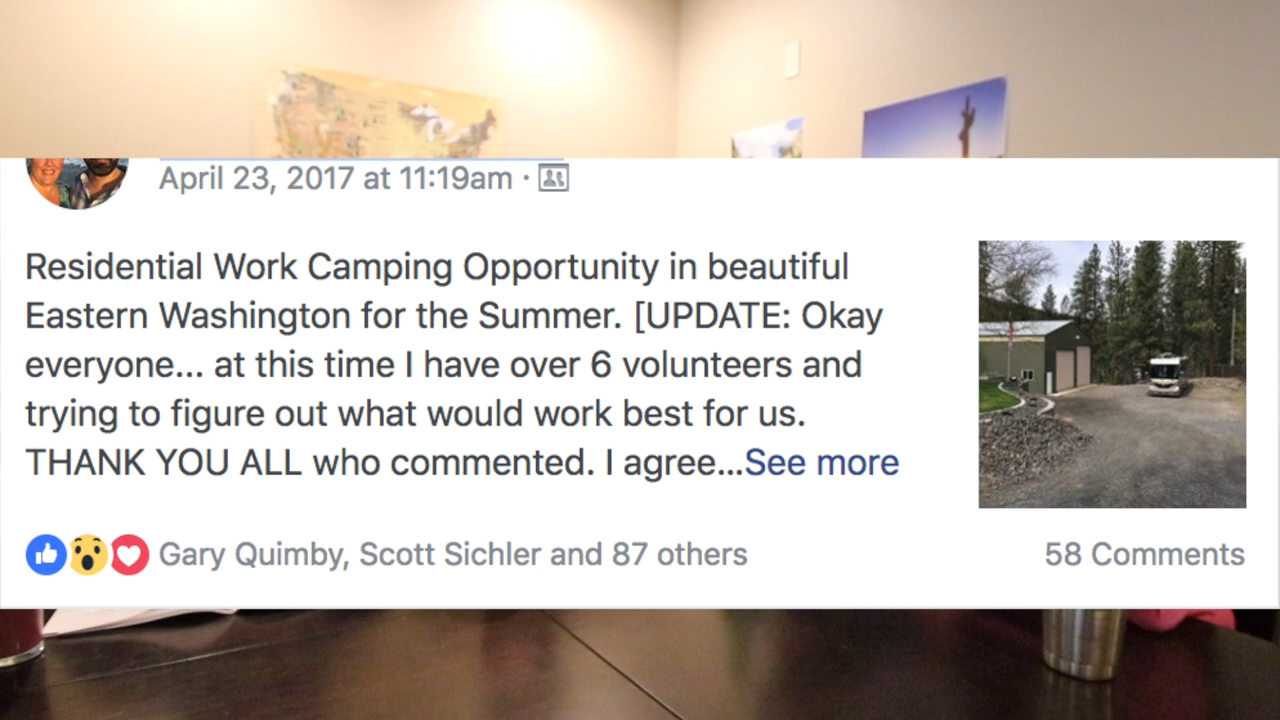 April 23, 2017 at 11:19am ·
Residential Work Camping Opportunity in beautiful
Eastern Washington for the Summer. [UPDATE: Okay
everyone... at this time I have over 6 volunteers and
trying to figure out what would work best for us.
THANK YOU ALL who commented. I agree...See more
Gary Quimby, Scott Sichler and 87 others
58 Comments